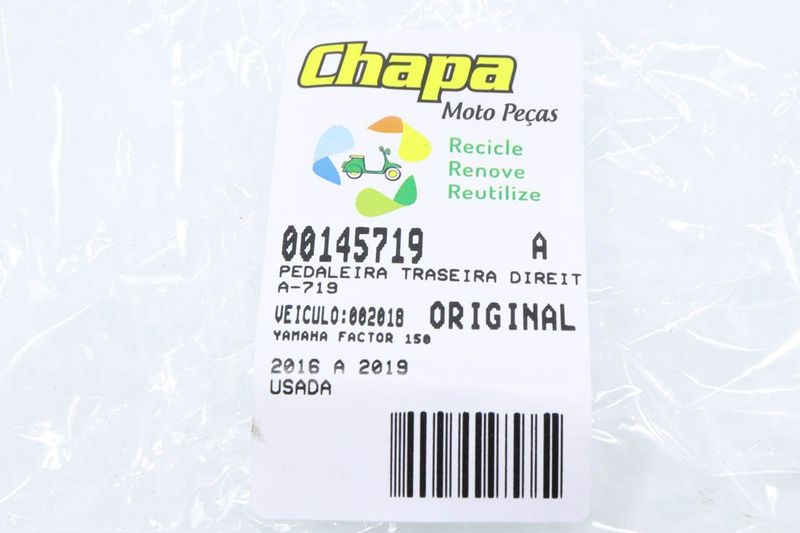 Chapa
Moto Peças
Recicle
Renove
Reutilize
00145719 A
PEDALEIRA TRASEIRA DIREIT
A-719
VEICULO:002018 ORIGINAL
YAMAHA FACTOR 150
2016 A 2019
USADA